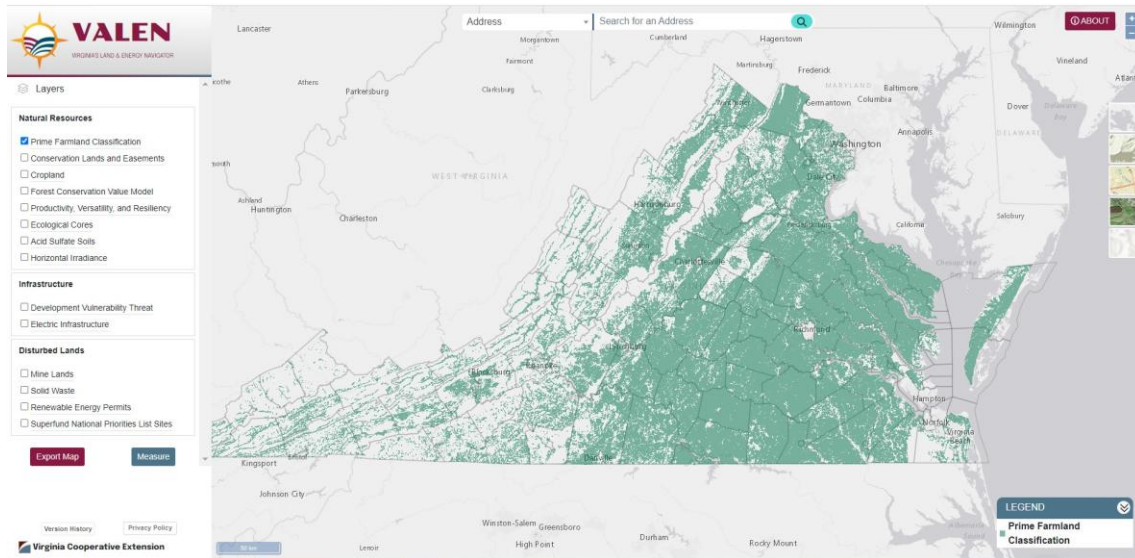 VALEN
VIRGINIA'S LAND & ENERGY NAVIGATOR
Layers
Natural Resources
Prime Farmland Classification
Conservation Lands and Easements
Cropland
Forest Conservation Value Model
Productivity, Versatility, and Resiliency
Ecological Cores
Acid Sulfate Soils
Horizontal Irradiance
Infrastructure
Development Vulnerability Threat
Electric Infrastructure
Disturbed Lands
Mine Lands
Solid Waste
Renewable Energy Permits
Superfund National Priorities List Sites
Export Map
Measure
Version History
Privacy Policy
Virginia Cooperative Extension
Address
Search for an Address
ABOUT
Lancaster
Morgantown
Cumberland
Hagerstown
Wilmington
Fairmont
Martinsburg
Frederick
Vineland
Athens
Parkersburg
Clarksburg
Winchester
Germantown
Columbia
MARYLAND
Baltimore
Dover
Annapolis
DELAWARE
Washington
Dale City
WEST VIRGINIA
Ashland
Huntington
Charleston
Harrisonburg
California
Salisbury
Charlottesville
Richmond
Lynchburg
Blacksburg
Roanoke
Hampton
Norfolk
Virginia
Beach
Danville
Kingsport
Bristol
Johnson City
Winston-Salem
Greensboro
High Point
Durham
Rocky Mount
Lenoir
50 km
LEGEND
Prime Farmland
Classification